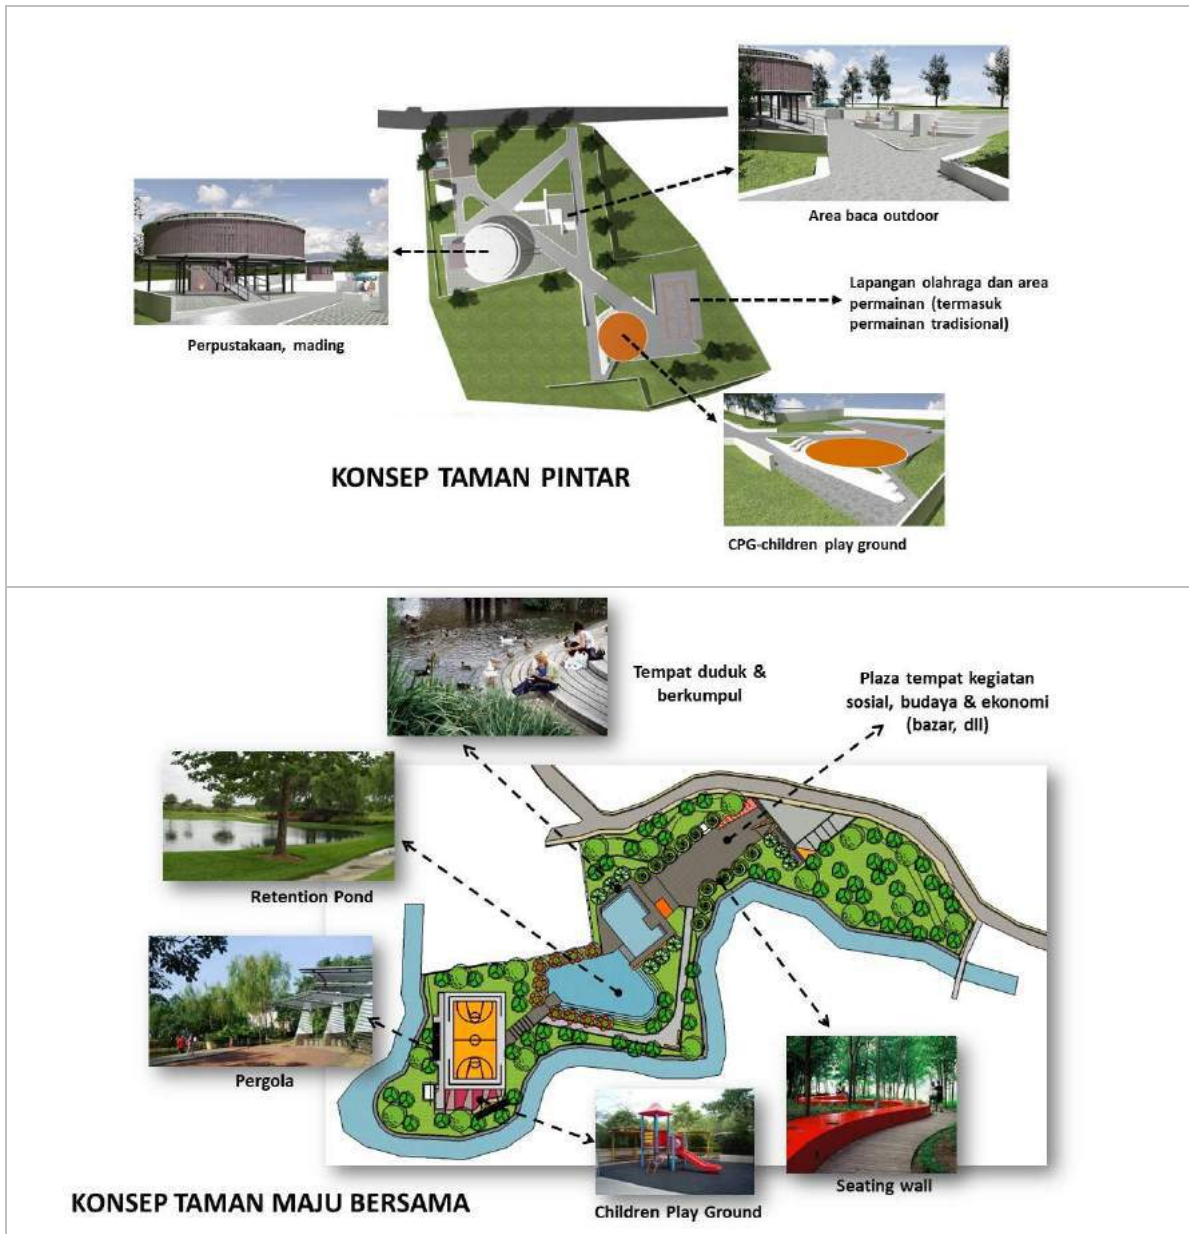 Area baca outdoor
Perpustakaan, mading
Lapangan olahraga dan area
permainan (termasuk
permainan tradisional)
KONSEP TAMAN PINTAR
CPG-children play ground
Tempat duduk &
berkumpul
Plaza tempat kegiatan
sosial, budaya & ekonomi
(bazar, dll)
Retention Pond
Pergola
Children Play Ground
Seating wall
KONSEP TAMAN MAJU BERSAMA